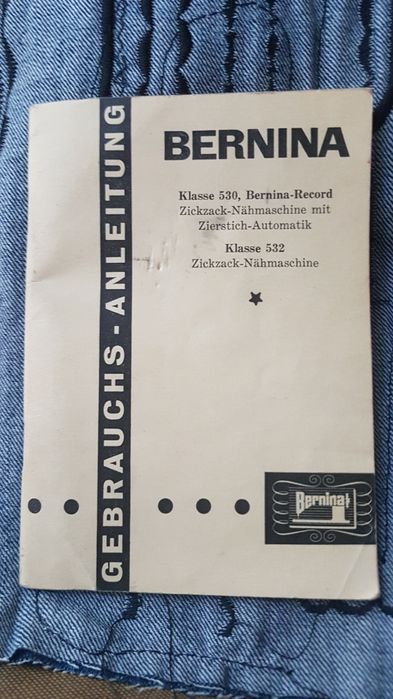 GEBRAUCHS-ANLEITUNG
BERNINA
Klasse 530, Bernina-Record
Zickzack-Nähmaschine mit
Zierstich-Automatik
Klasse 532
Zickzack-Nähmaschine
Bernina